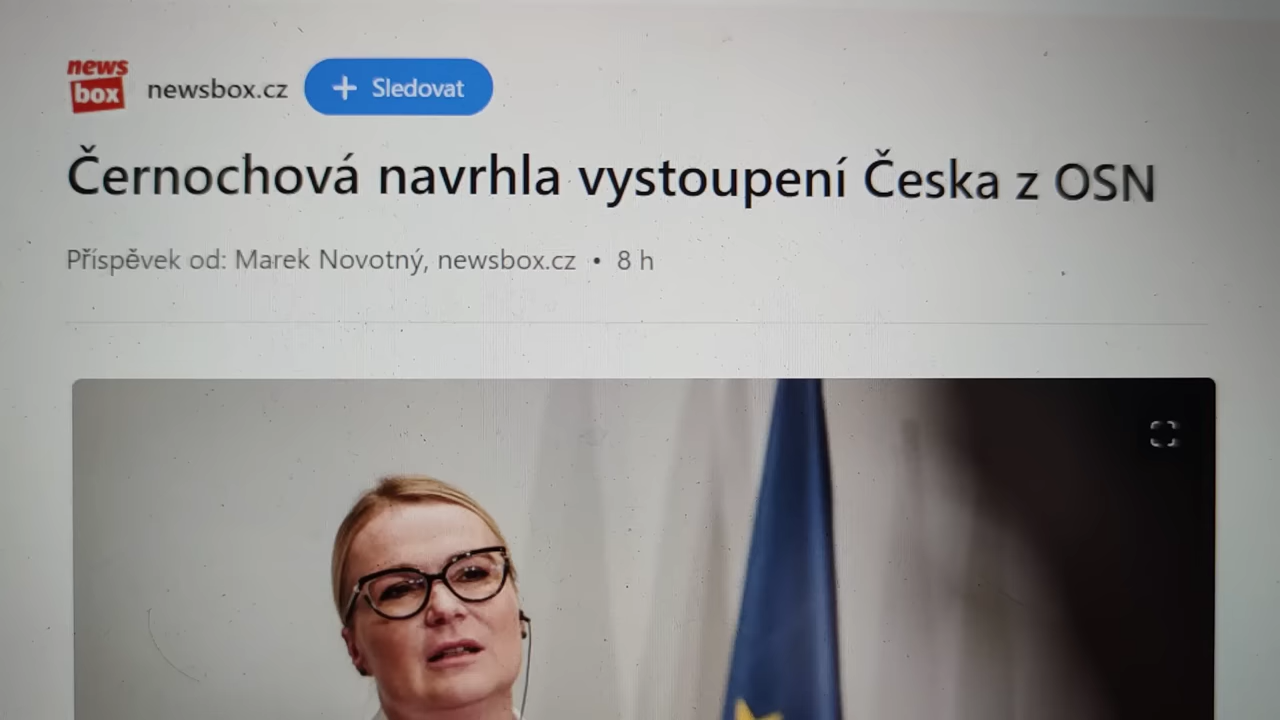 news
box
newsbox.cz
+ Sledovat
Černochová navrhla vystoupení Česka z OSN
Příspěvek od: Marek Novotný, newsbox.cz • 8 h